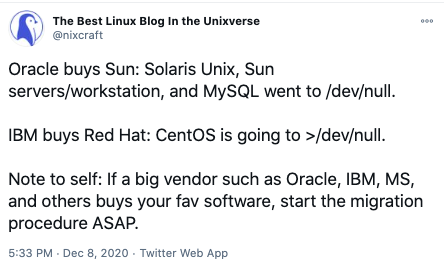 The Best Linux Blog In the Unixverse
@nixcraft
Oracle buys Sun: Solaris Unix, Sun
servers/workstation, and MySQL went to /dev/null.
IBM buys Red Hat: CentOS is going to >/dev/null.
Note to self: If a big vendor such as Oracle, IBM, MS,
and others buys your fav software, start the migration
procedure ASAP.
5:33 PM · Dec 8, 2020 · Twitter Web App